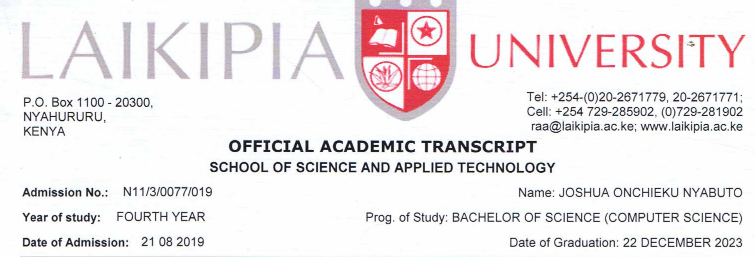 LAIKIPIA UNIVERSITY
P.O. Box 1100 - 20300,
NYAHURURU,
KENYA
Tel: +254-(0)20-2671779, 20-2671771;
Cell: +254 729-285902, (0)729-281902
raa@laikipia.ac.ke; www.laikipia.ac.ke
OFFICIAL ACADEMIC TRANSCRIPT
SCHOOL OF SCIENCE AND APPLIED TECHNOLOGY
Admission No.: N11/3/0077/019 Name: JOSHUA ONCHIEKU NYABUTO
Year of study: FOURTH YEAR Prog. of Study: BACHELOR OF SCIENCE (COMPUTER SCIENCE)
Date of Admission: 21 08 2019 Date of Graduation: 22 DECEMBER 2023